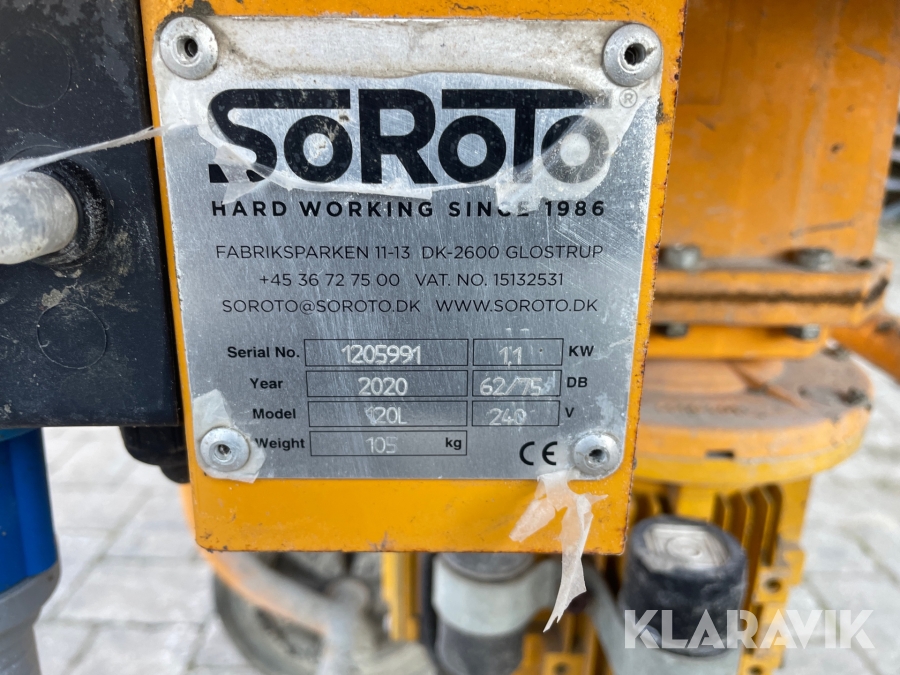 SoRoTo®
HARD WORKING SINCE 1986
FABRIKSPARKEN 11-13 DK-2600 GLOSTRUP
+45 36 72 75 00 VAT. NO. 15132531
SOROTO@SOROTO.DK WWW.SOROTO.DK
Serial No. 1205991 1,1 KW
Year 2020 62/75 DB
Model 120L 240 V
Weight 105 kg
CE
KLARAVIK